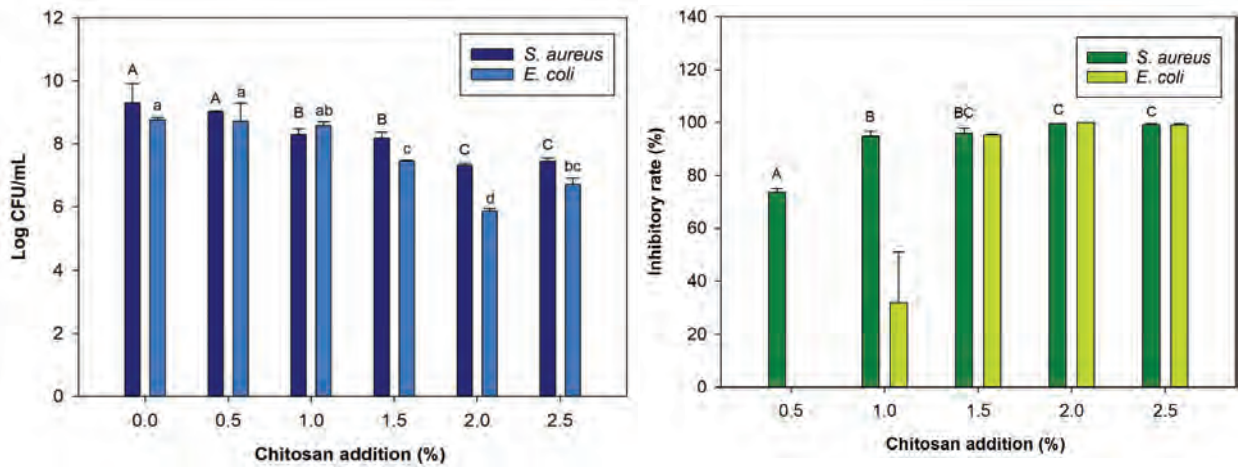 12
10
8
6
4
2
0
Log CFU/mL
S. aureus
E. coli
A
a
A
a
B
ab
B
c
C
d
C
bc
0.0 0.5 1.0 1.5 2.0 2.5
Chitosan addition (%)
140
120
100
80
60
40
20
0
Inhibitory rate (%)
S. aureus
E. coli
A
B
BC
C
C
0.5 1.0 1.5 2.0 2.5
Chitosan addition (%)